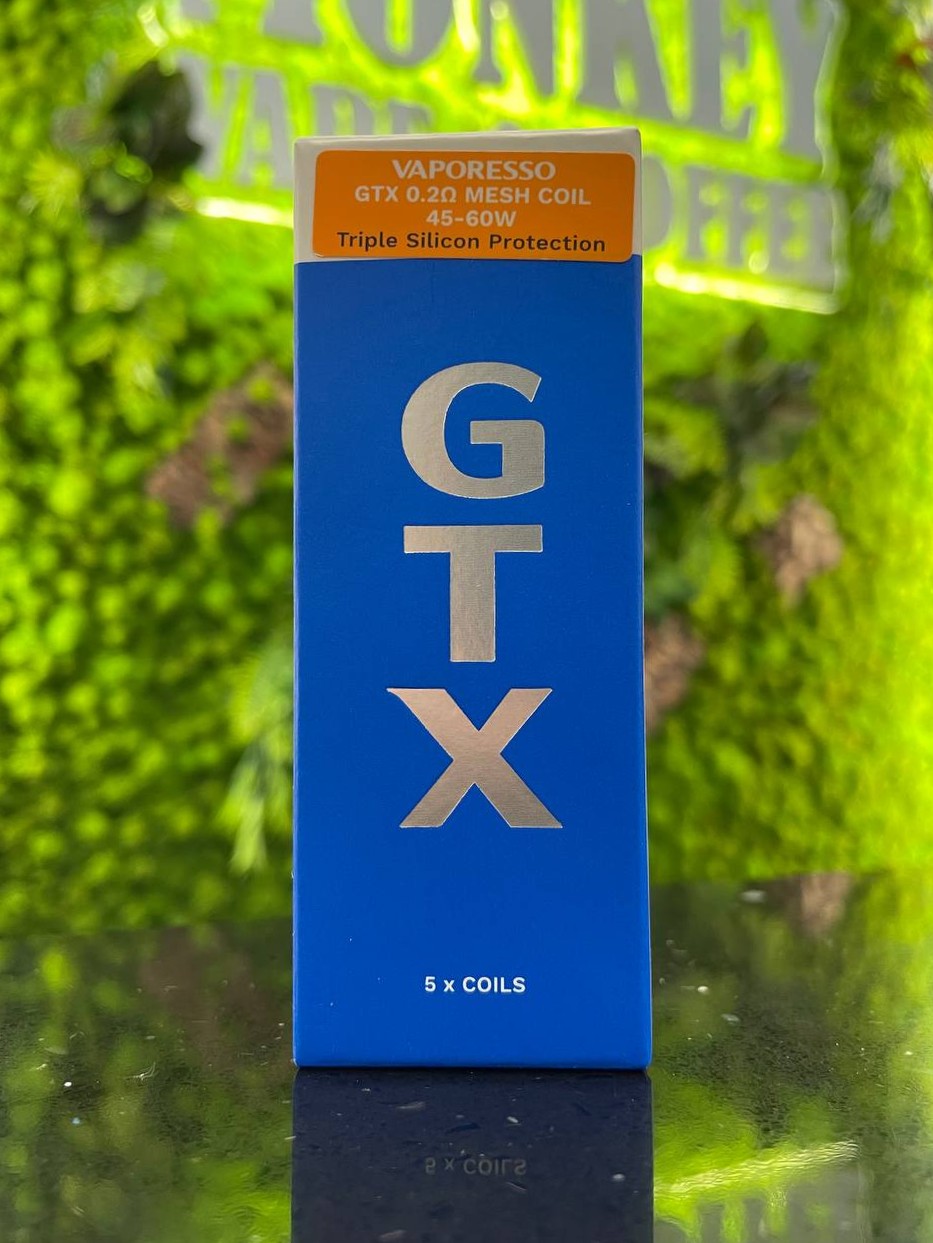 VAPORESSO
GTX 0.2Ω MESH COIL
45-60W
Triple Silicon Protection
G
T
X
5 x COILS